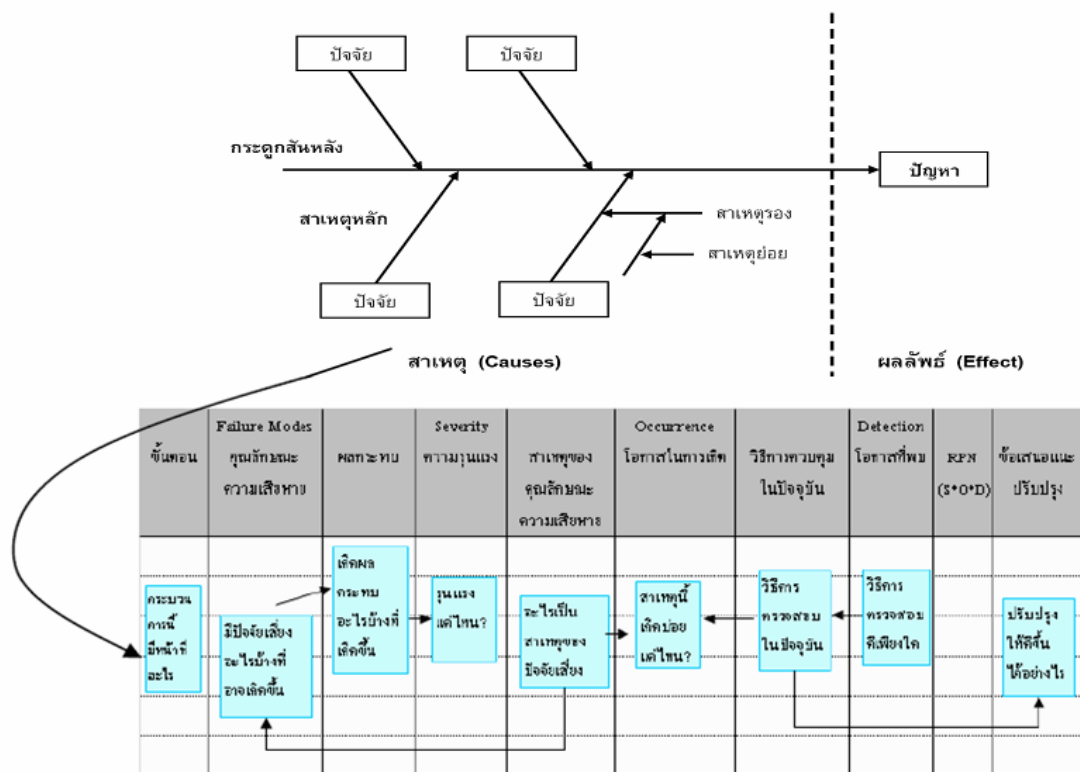 ปัจจัย
ปัจจัย
กระดูกสันหลัง
ปัญหา
สาเหตุหลัก
สาเหตุรอง
สาเหตุย่อย
ปัจจัย
ปัจจัย
สาเหตุ (Causes)
ผลลัพธ์ (Effect)
ขั้นตอน
Failure Modes
คุณลักษณะ
ความเสียหาย
ผลกระทบ
Severity
ความรุนแรง
สาเหตุของ
คุณลักษณะ
ความเสียหาย
Occurrence
โอกาสในการเกิด
วิธีการควบคุม
ในปัจจุบัน
Detection
โอกาสที่พบ
RPN
(S*O*D)
ข้อเสนอแนะ
ปรับปรุง
กระบวน
การนี้
มีหน้าที่
อะไร
มีปัจจัยเสี่ยง
อะไรบ้างที่
อาจเกิดขึ้น
เกิดผล
กระทบ
อะไรบ้างที่
เกิดขึ้น
รุนแรง
แค่ไหน?
อะไรเป็น
สาเหตุของ
ปัจจัยเสี่ยง
สาเหตุนี้
เกิดบ่อย
แค่ไหน?
วิธีการ
ตรวจสอบ
ในปัจจุบัน
วิธีการ
ตรวจสอบ
ดีเพียงใด
ปรับปรุง
ให้ดีขึ้น
ได้อย่างไร